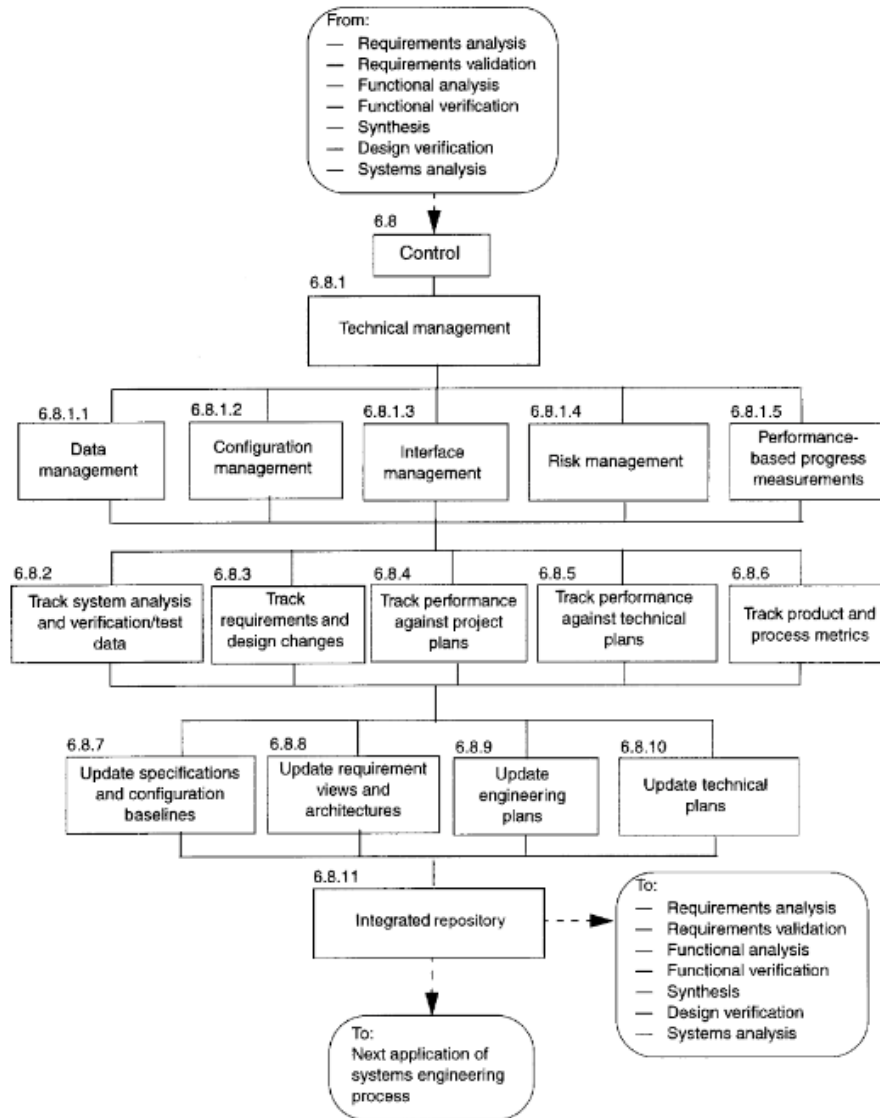 From:
— Requirements analysis
— Requirements validation
— Functional analysis
— Functional verification
— Synthesis
— Design verification
— Systems analysis
6.8
Control
6.8.1
Technical management
6.8.1.1
Data
management
6.8.1.2
Configuration
management
6.8.1.3
Interface
management
6.8.1.4
Risk management
6.8.1.5
Performance-
based progress
measurements
6.8.2
Track system analysis
and verification/test
data
6.8.3
Track
requirements and
design changes
6.8.4
Track performance
against project
plans
6.8.5
Track performance
against technical
plans
6.8.6
Track product and
process metrics
6.8.7
Update specifications
and configuration
baselines
6.8.8
Update requirement
views and
architectures
6.8.9
Update
engineering
plans
6.8.10
Update technical
plans
6.8.11
Integrated repository
To:
— Requirements analysis
— Requirements validation
— Functional analysis
— Functional verification
— Synthesis
— Design verification
— Systems analysis
To:
Next application of
systems engineering
process